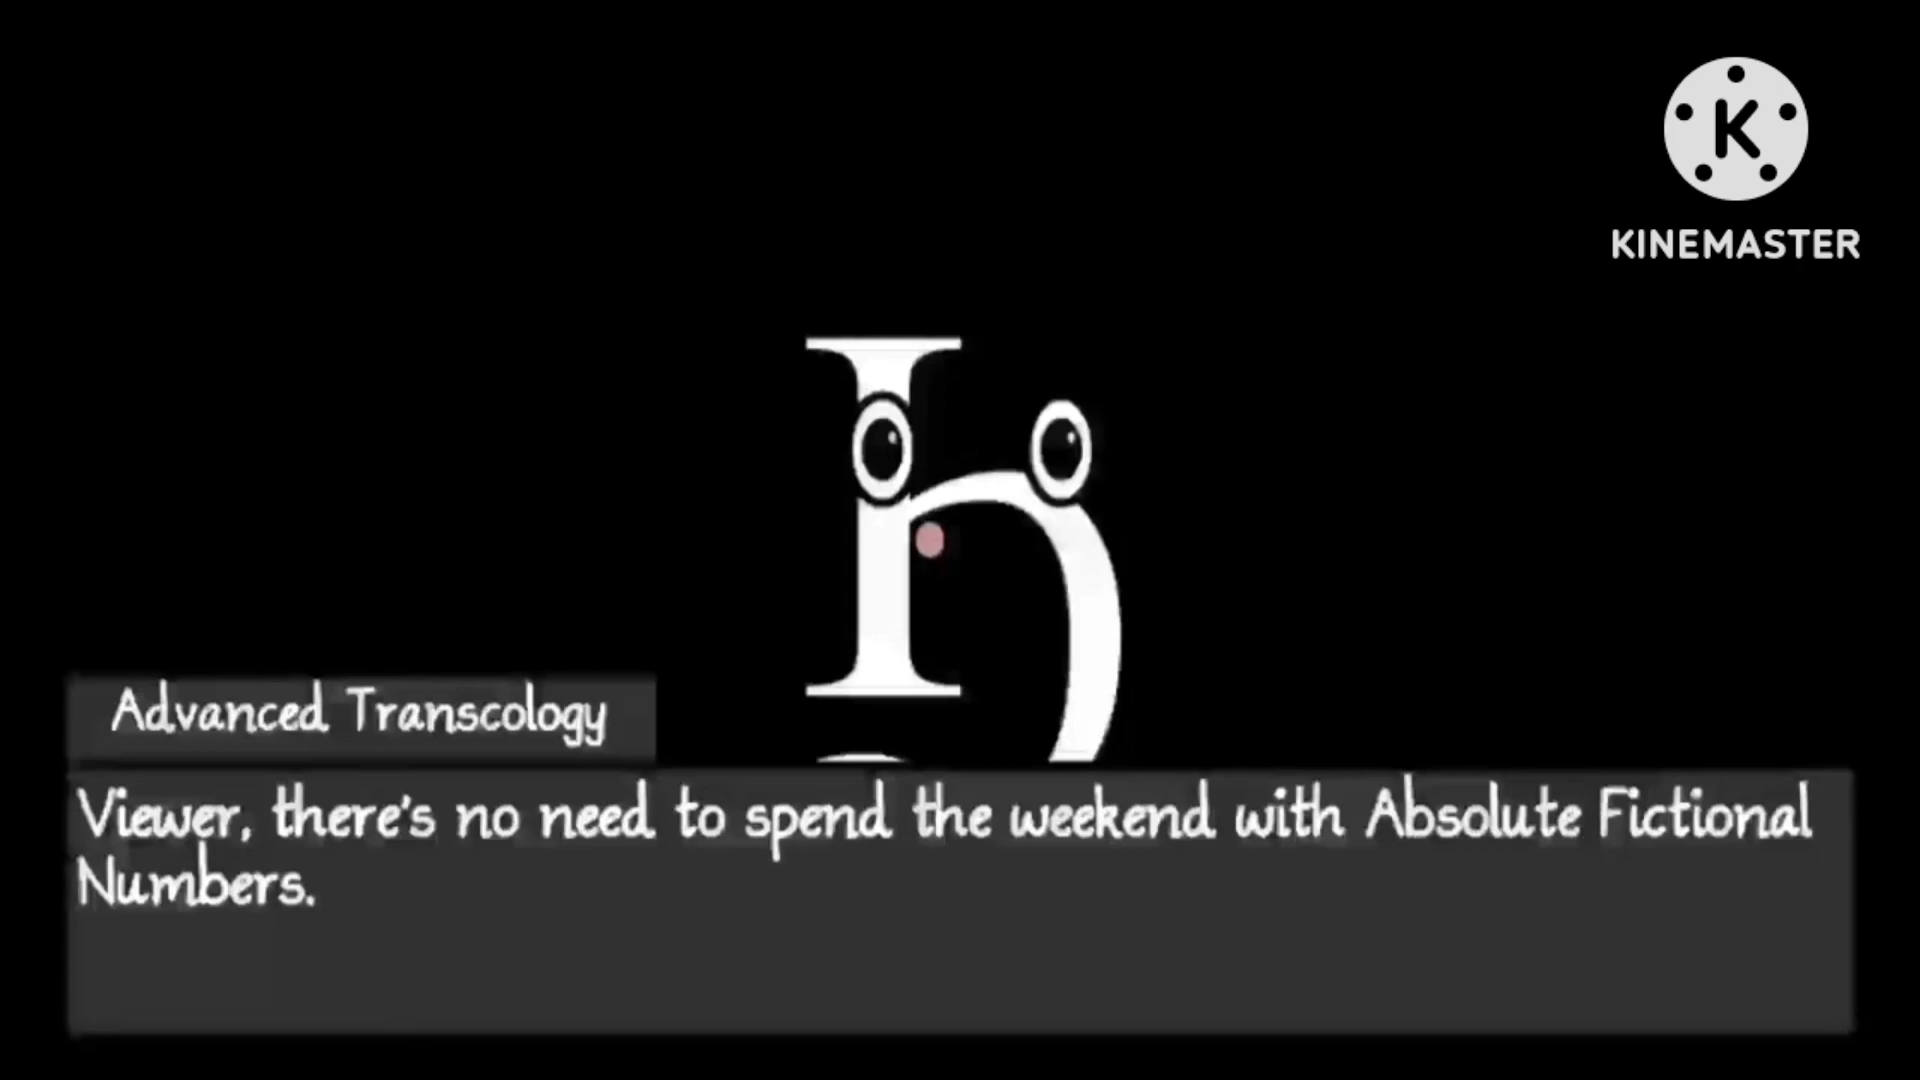 K
KINEMASTER
Advanced Transcology
Viewer, there's no need to spend the weekend with Absolute Fictional
Numbers.